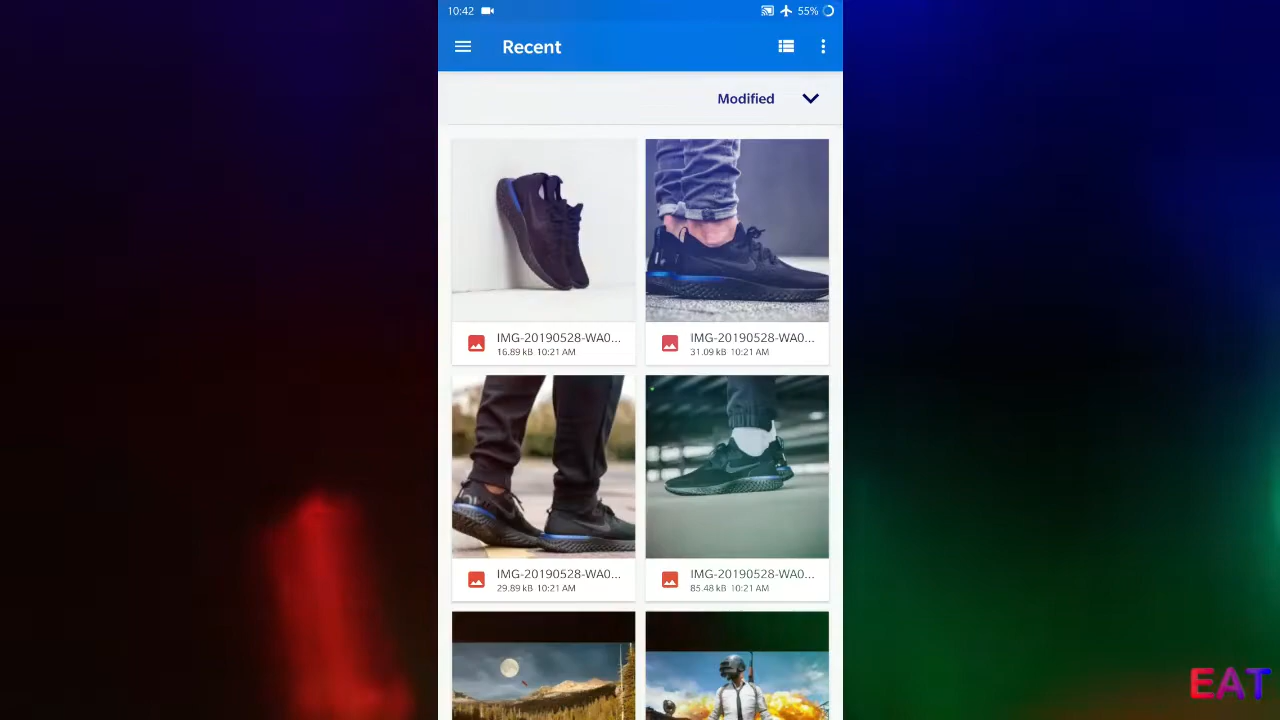 10:42 55%
Recent
Modified
IMG-20190528-WA0...
16.89 kB 10:21 AM
IMG-20190528-WA0...
31.09 kB 10:21 AM
IMG-20190528-WA0...
29.89 kB 10:21 AM
IMG-20190528-WA0...
85.48 kB 10:21 AM
EAT